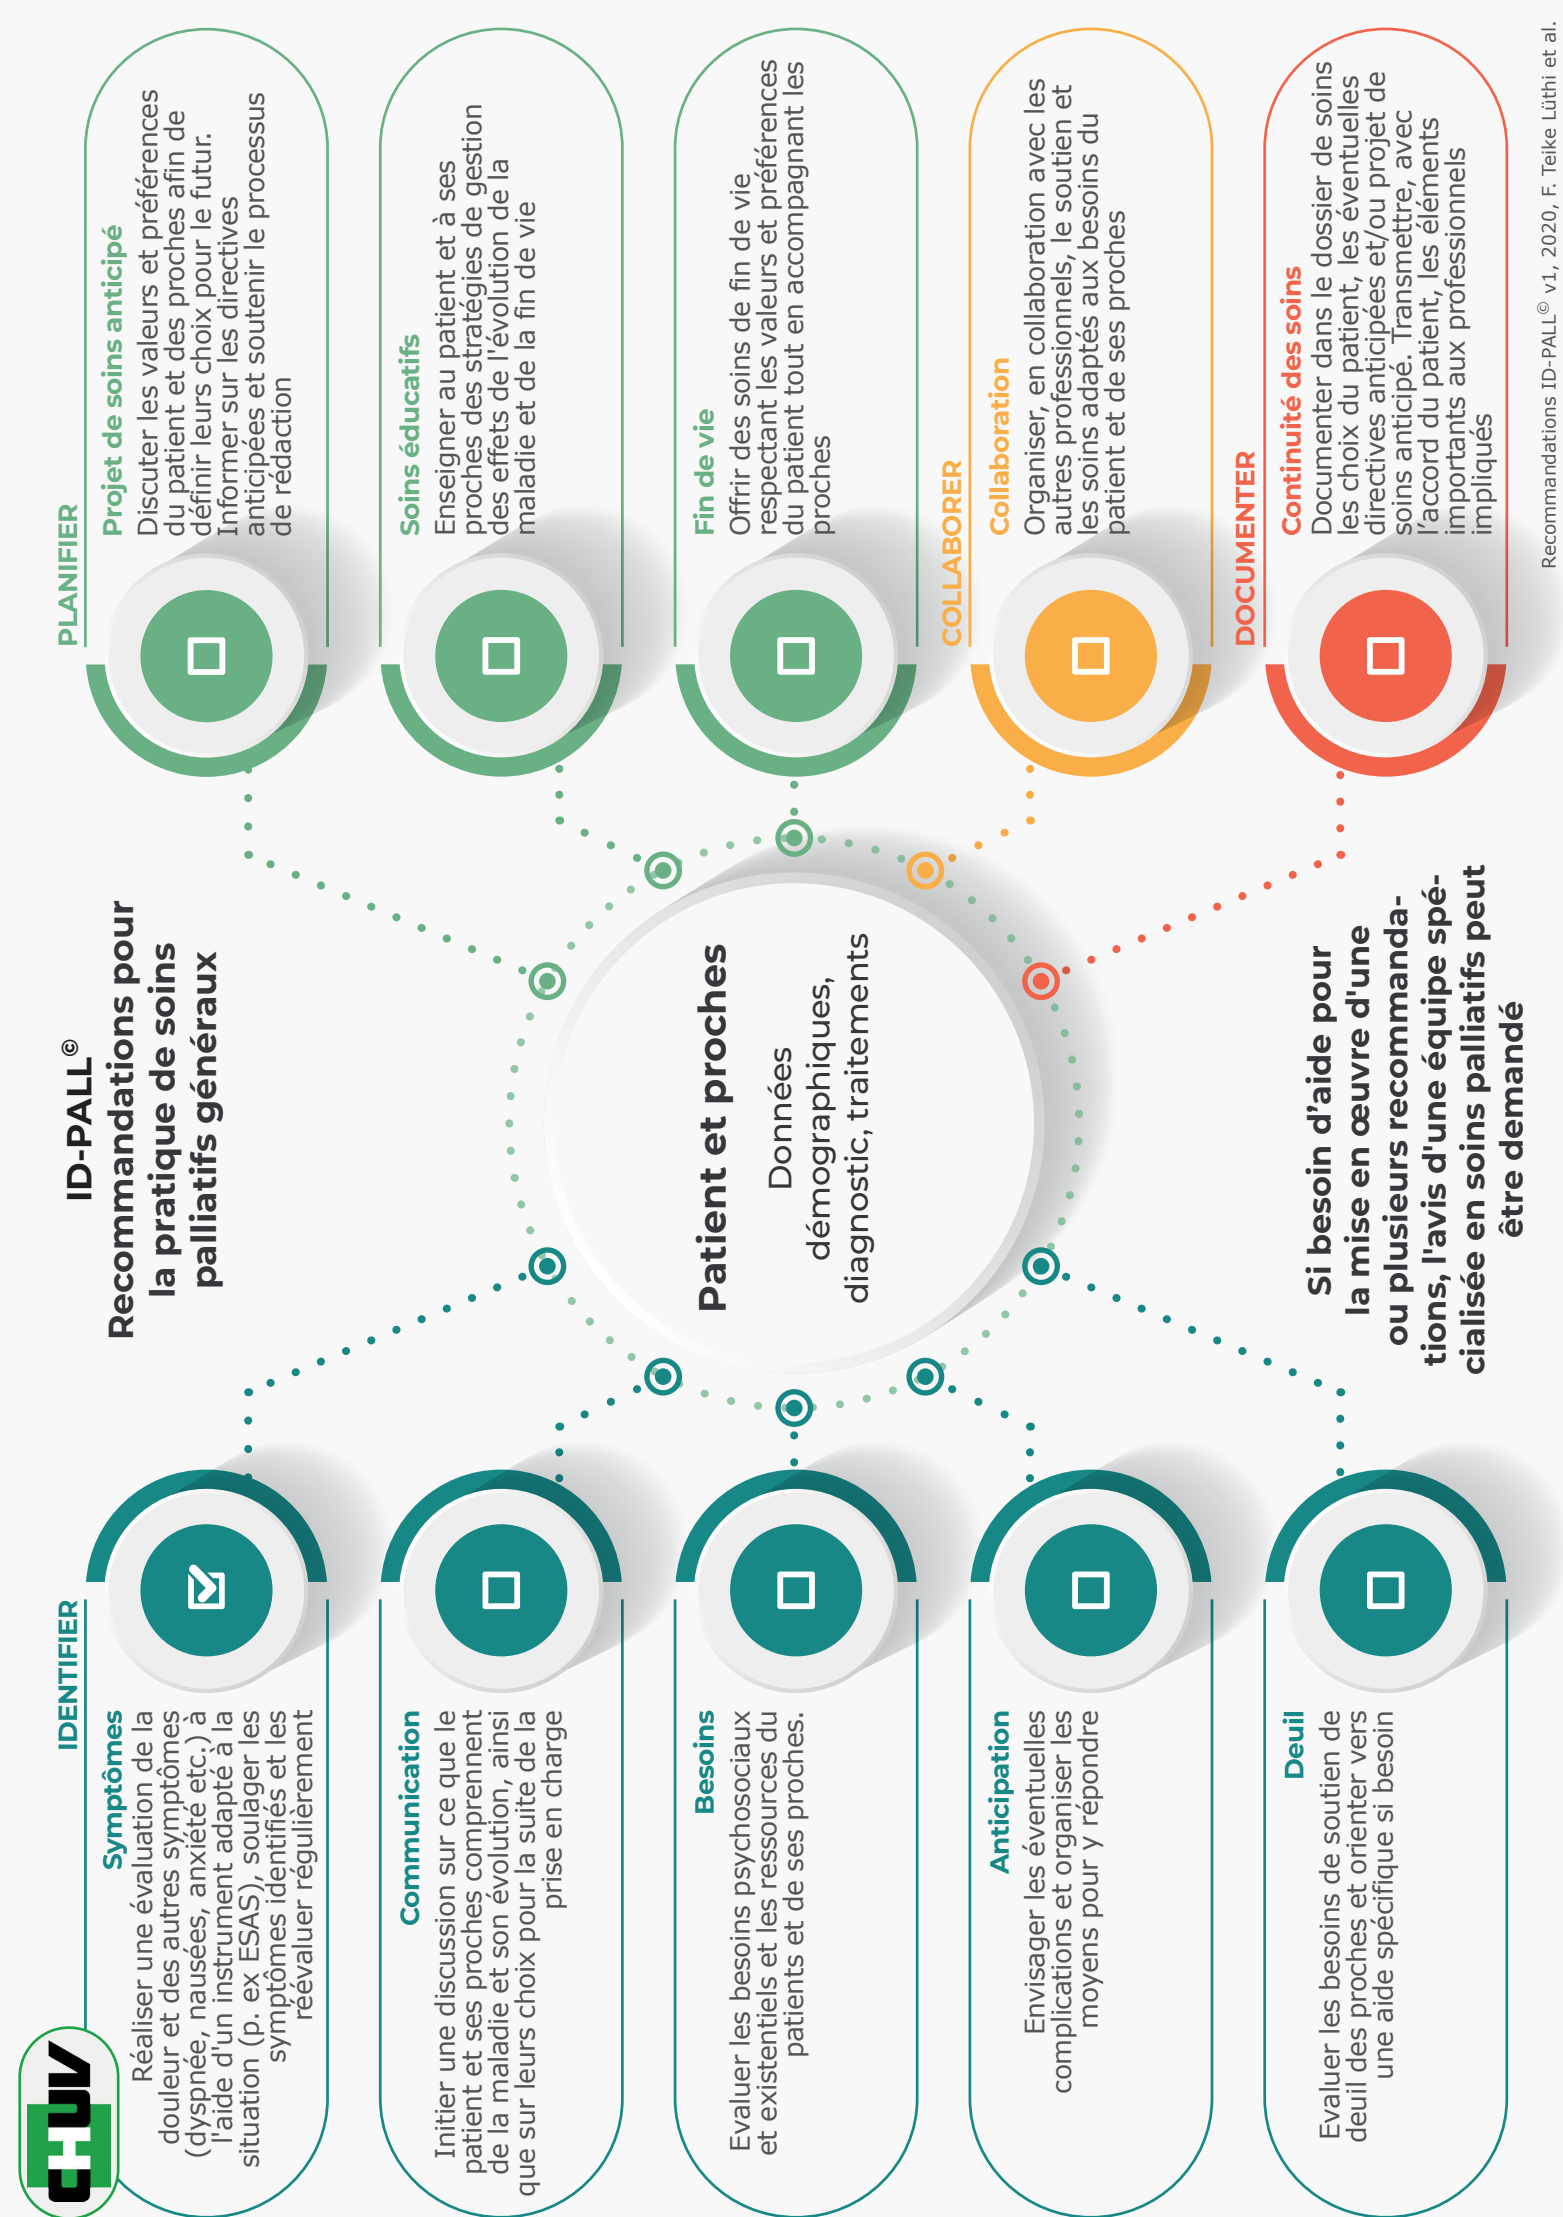 CHUV
ID-PALL©
Recommandations pour
la pratique de soins
palliatifs généraux
IDENTIFIER
Symptômes
Réaliser une évaluation de la
douleur et des autres symptômes
(dyspnée, nausées, anxiété etc.) à
l'aide d'un instrument adapté à la
situation (p. ex ESAS), soulager les
symptômes identifiés et les
réévaluer régulièrement
Communication
Initier une discussion sur ce que le
patient et ses proches comprennent
de la maladie et son évolution, ainsi
que sur leurs choix pour la suite de la
prise en charge
Besoins
Evaluer les besoins psychosociaux
et existentiels et les ressources du
patients et de ses proches.
Anticipation
Envisager les éventuelles
complications et organiser les
moyens pour y répondre
Deuil
Evaluer les besoins de soutien de
deuil des proches et orienter vers
une aide spécifique si besoin
Patient et proches
Données
démographiques,
diagnostic, traitements
Si besoin d’aide pour
la mise en œuvre d'une
ou plusieurs recommanda-
tions, l'avis d'une équipe spé-
cialisée en soins palliatifs peut
être demandé
PLANIFIER
Projet de soins anticipé
Discuter les valeurs et préférences
du patient et des proches afin de
définir leurs choix pour le futur.
Informer sur les directives
anticipées et soutenir le processus
de rédaction
Soins éducatifs
Enseigner au patient et à ses
proches des stratégies de gestion
des effets de l'évolution de la
maladie et de la fin de vie
Fin de vie
Offrir des soins de fin de vie
respectant les valeurs et préférences
du patient tout en accompagnant les
proches
COLLABORER
Collaboration
Organiser, en collaboration avec les
autres professionnels, le soutien et
les soins adaptés aux besoins du
patient et de ses proches
DOCUMENTER
Continuité des soins
Documenter dans le dossier de soins
les choix du patient, les éventuelles
directives anticipées et/ou projet de
soins anticipé. Transmettre, avec
l’accord du patient, les éléments
importants aux professionnels
impliqués
Recommandations ID-PALL© v1, 2020, F. Teike Lüthi et al.